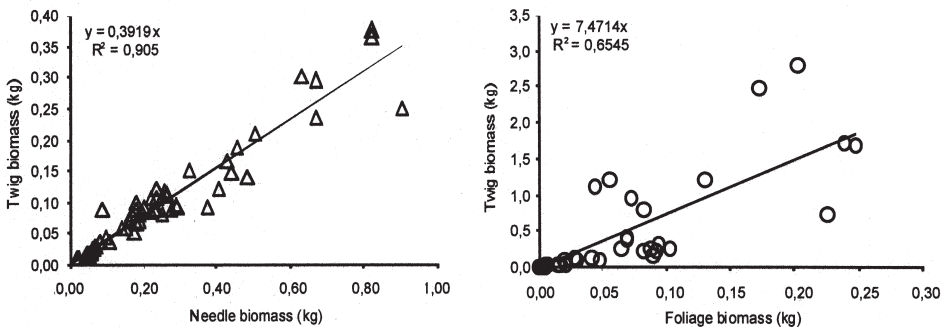 0,40
0,35
0,30
0,20
0,15
0,10
0,05
0,00
Twig biomass (kg)
y = 0,3919x
R² = 0,905
0,00 0,20 0,40 0,60 0,80 1,00
Needle biomass (kg)
3,5
3,0
2,0
1,5
1,0
0,5
0,0
Twig biomass (kg)
y = 7,4714x
R² = 0,6545
0,00 0,05 0,10 0,15 0,20 0,25 0,30
Foliage biomass (kg)